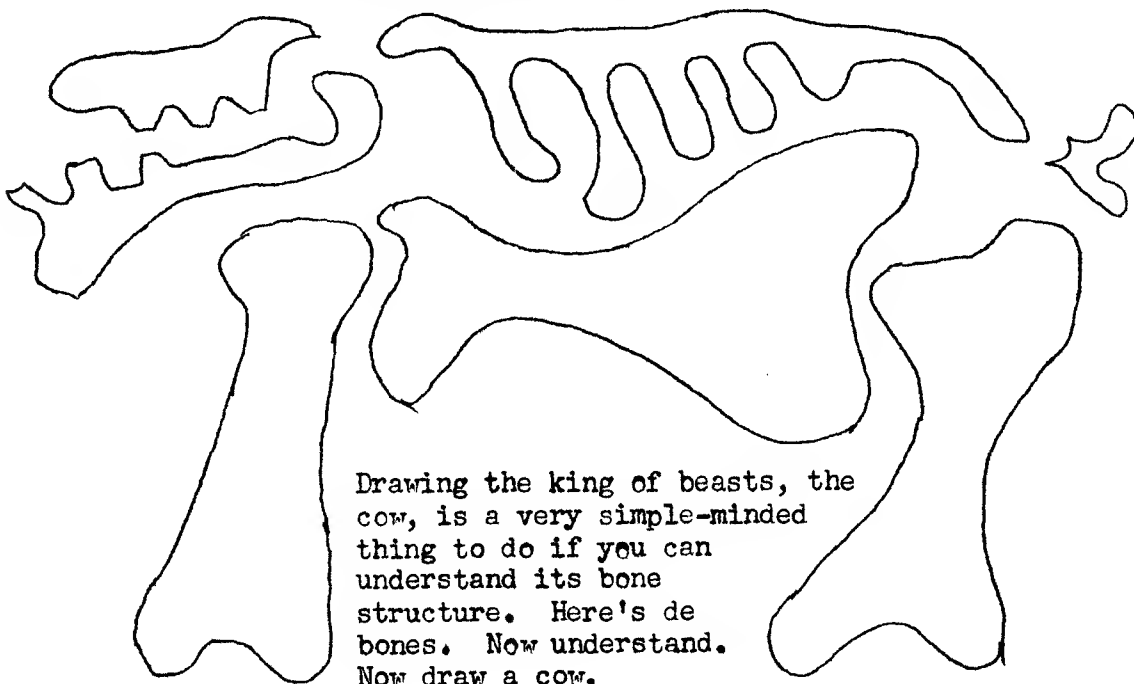 Drawing the king of beasts, the
cow, is a very simple-minded
thing to do if you can
understand its bone
structure.  Here's de
bones.  Now understand.
Now draw a cow.